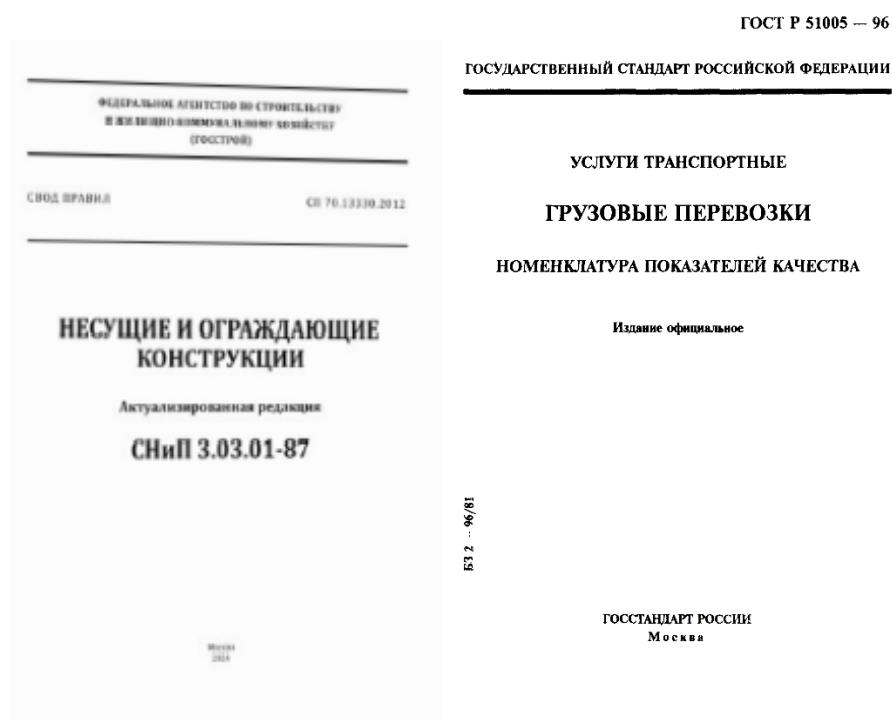 ФЕДЕРАЛЬНОЕ АГЕНТСТВО ПО СТРОИТЕЛЬСТВУ
И ЖИЛИЩНО-КОММУНАЛЬНОМУ ХОЗЯЙСТВУ
(ГОССТРОЙ)
СВОД ПРАВИЛ
СП 70.13330.2012
НЕСУЩИЕ И ОГРАЖДАЮЩИЕ
КОНСТРУКЦИИ
Актуализированная редакция
СНиП 3.03.01-87
Москва
ГОСТ Р 51005 — 96
ГОСУДАРСТВЕННЫЙ СТАНДАРТ РОССИЙСКОЙ ФЕДЕРАЦИИ
УСЛУГИ ТРАНСПОРТНЫЕ
ГРУЗОВЫЕ ПЕРЕВОЗКИ
НОМЕНКЛАТУРА ПОКАЗАТЕЛЕЙ КАЧЕСТВА
Издание официальное
БЗ 2 - 96/81
ГОССТАНДАРТ РОССИИ
Москва